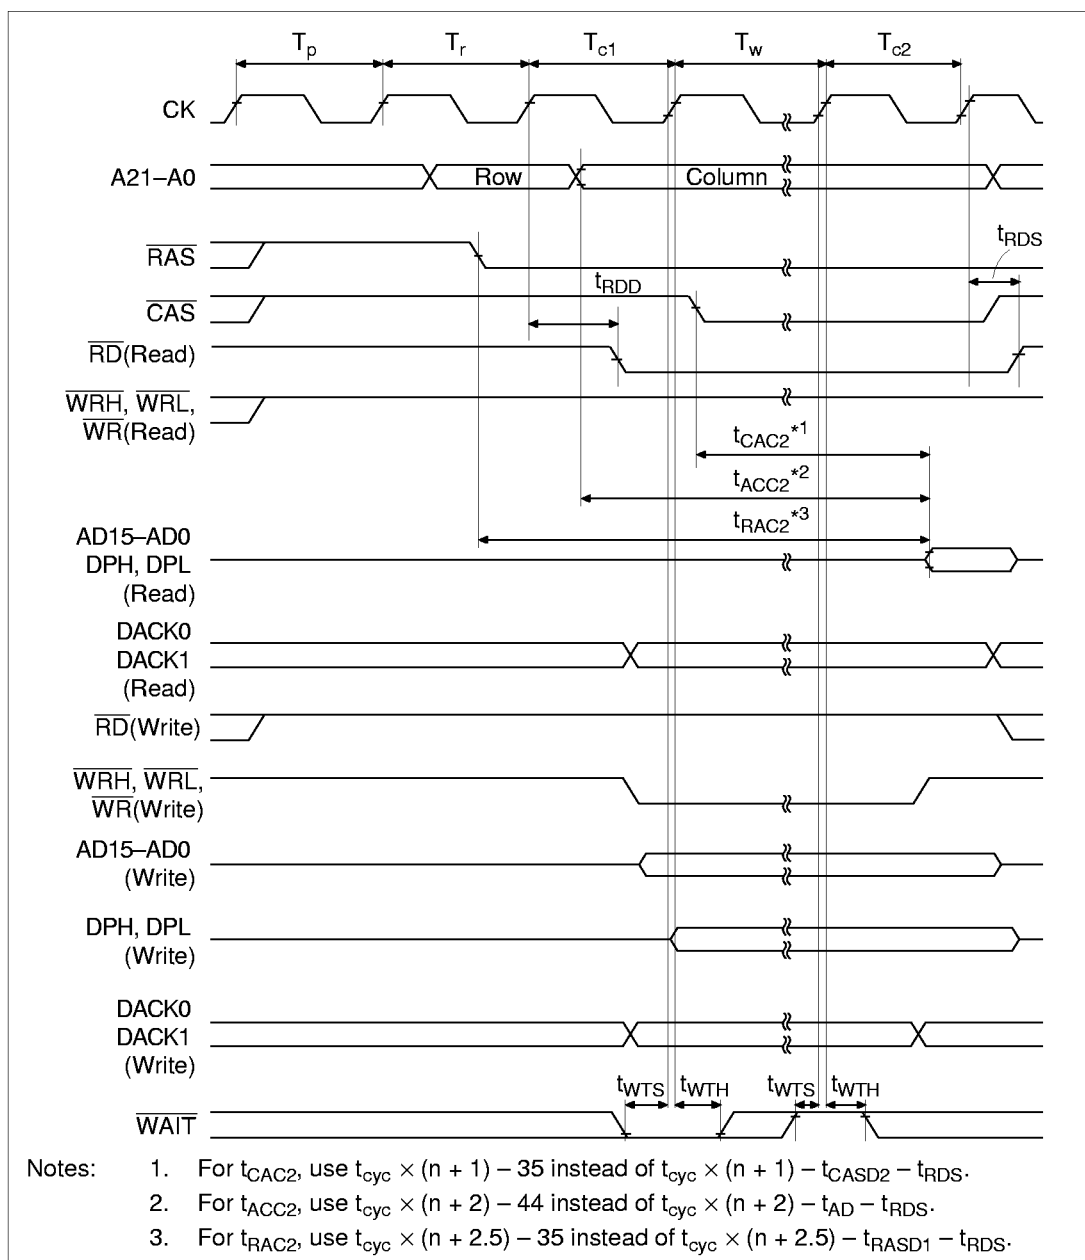 Tp Tr Tc1 Tw Tc2
CK
A21–A0 Row Column
RAS
tRDS
tRDD
CAS
RD(Read)
WRH, WRL,
WR(Read)
tCAC2*1
tACC2*2
tRAC2*3
AD15–AD0
DPH, DPL
(Read)
DACK0
DACK1
(Read)
RD(Write)
WRH, WRL,
WR(Write)
AD15–AD0
(Write)
DPH, DPL
(Write)
DACK0
DACK1
(Write)
tWTS tWTH tWTS tWTH
WAIT
Notes: 1. For tCAC2, use tcyc × (n + 1) – 35 instead of tcyc × (n + 1) – tCASD2 – tRDS.
2. For tACC2, use tcyc × (n + 2) – 44 instead of tcyc × (n + 2) – tAD – tRDS.
3. For tRAC2, use tcyc × (n + 2.5) – 35 instead of tcyc × (n + 2.5) – tRASD1 – tRDS.